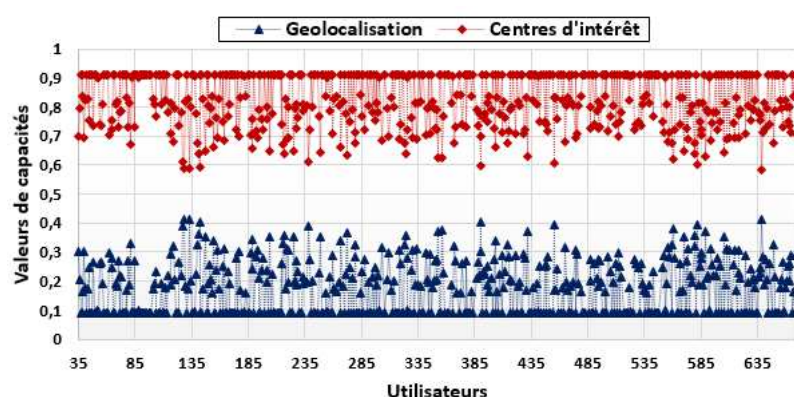 Geolocalisation Centres d'intérêt
1
0,9
0,8
0,7
0,6
0,5
0,4
0,3
0,2
0,1
0
Valeurs de capacités
35 85 135 185 235 285 335 385 435 485 535 585 635
Utilisateurs